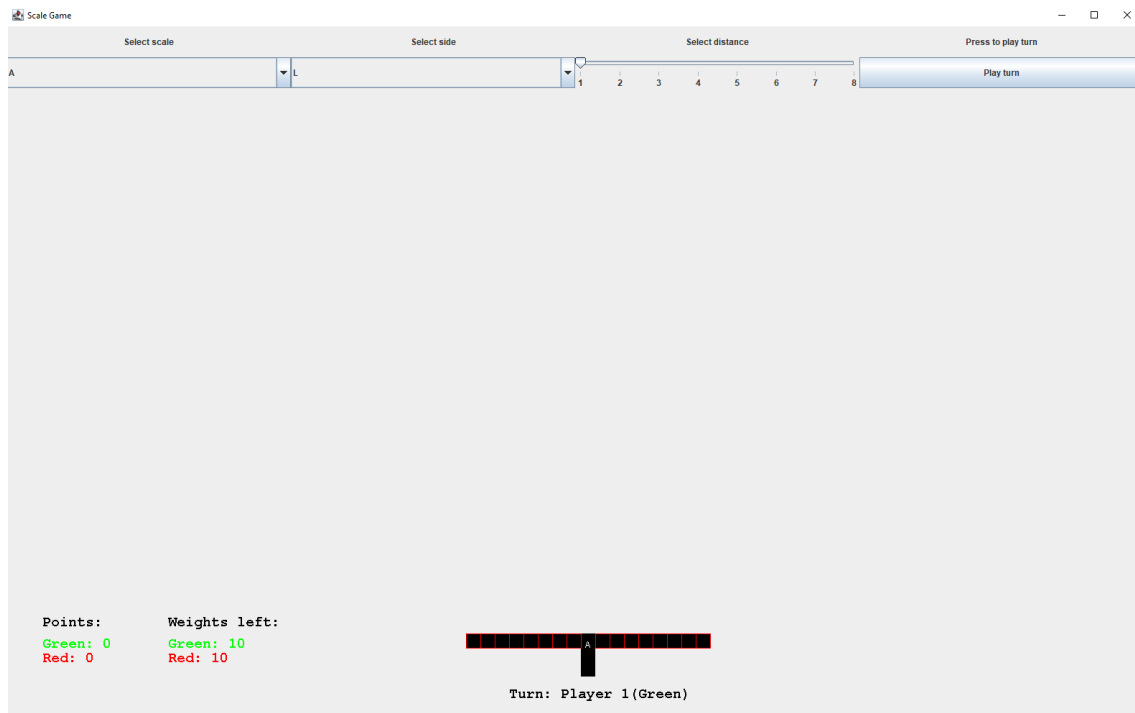 Scale Game
Select scale Select side Select distance Press to play turn
A L Play turn
1 2 3 4 5 6 7 8
Points: Weights left:
Green: 0 Green: 10
Red: 0 Red: 10
A
Turn: Player 1(Green)